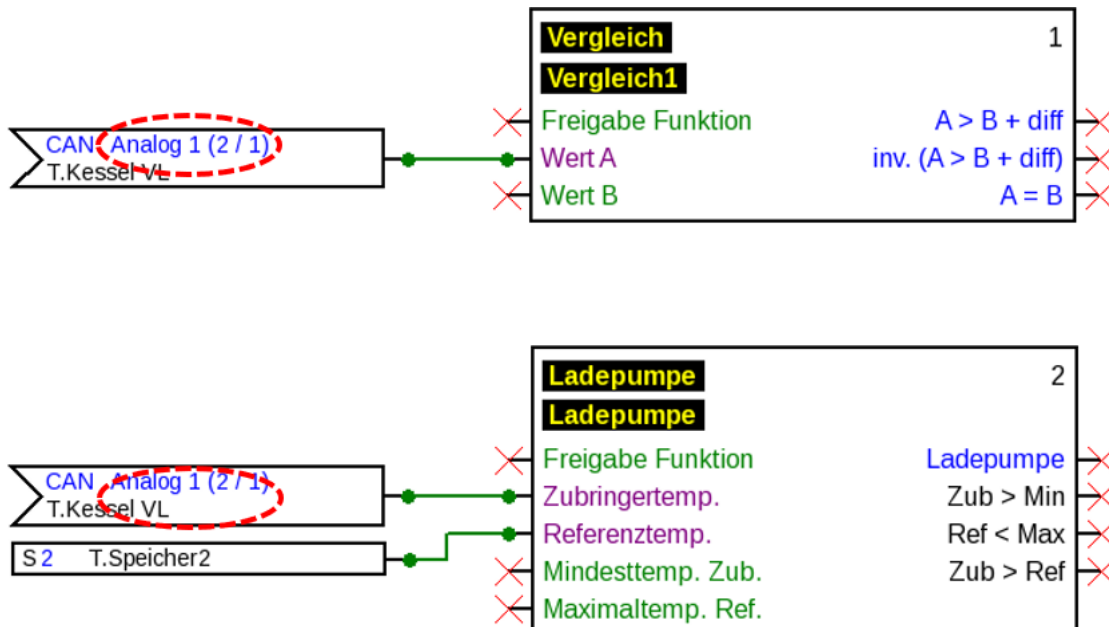 Vergleich 1
Vergleich1
Freigabe Funktion A > B + diff
CAN Analog 1 (2 / 1)
T.Kessel VL
Wert A inv. (A > B + diff)
Wert B A = B
Ladepumpe 2
Ladepumpe
Freigabe Funktion Ladepumpe
CAN Analog 1 (2 / 1)
T.Kessel VL
Zubringertemp. Zub > Min
Referenztemp. Ref < Max
S 2 T.Speicher2
Mindesttemp. Zub. Zub > Ref
Maximaltemp. Ref.